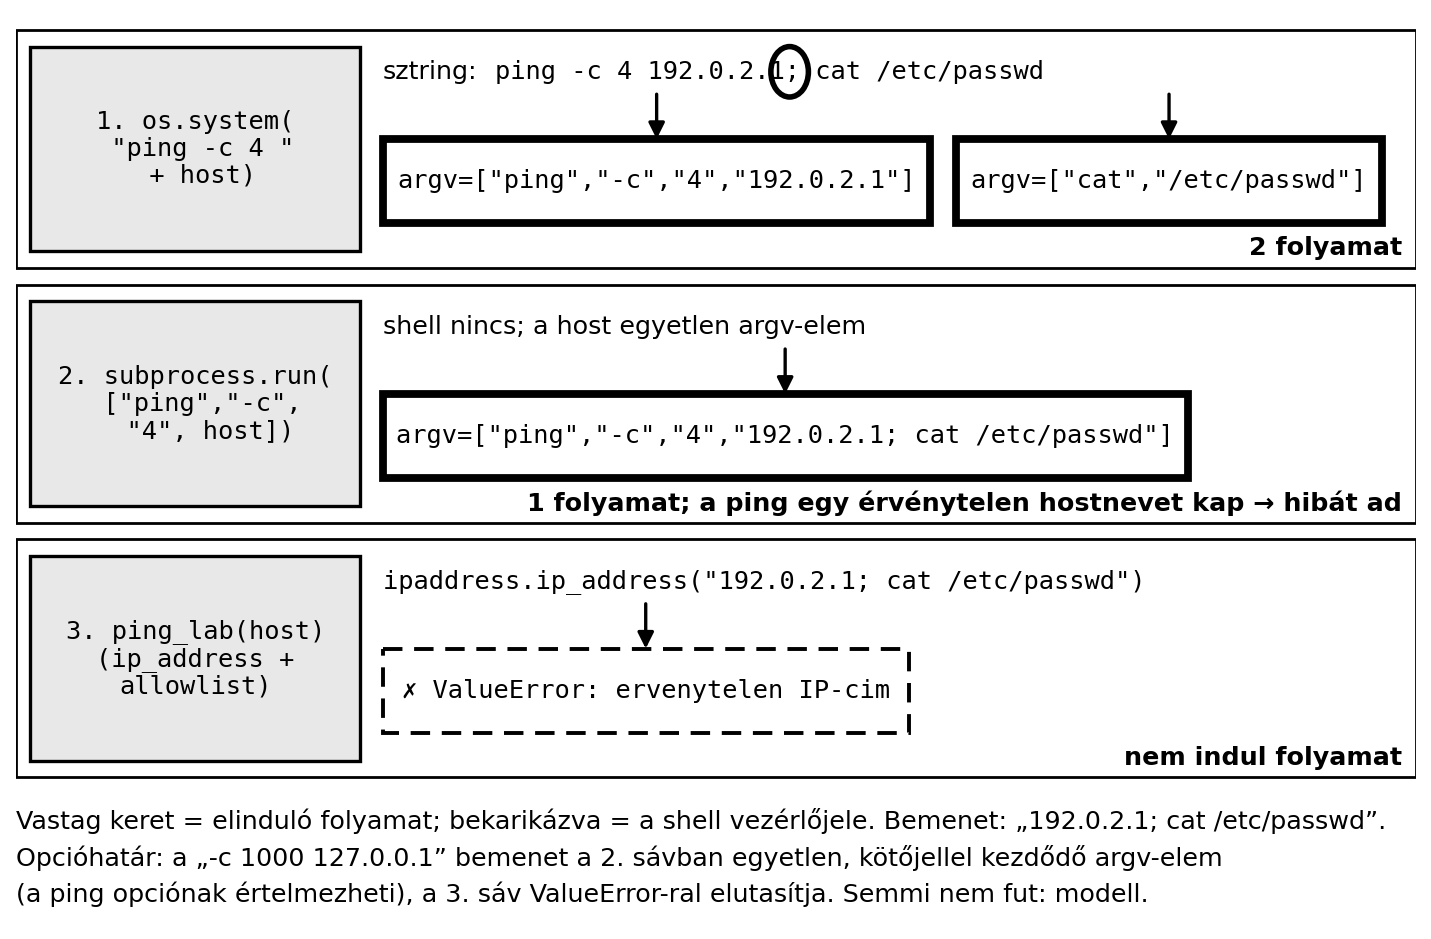 1. os.system(
"ping -c 4 "
+ host)
sztring: ping -c 4 192.0.2.1; cat /etc/passwd
argv=["ping","-c","4","192.0.2.1"]
argv=["cat","/etc/passwd"]
2 folyamat
2. subprocess.run(
["ping","-c",
"4", host])
shell nincs; a host egyetlen argv-elem
argv=["ping","-c","4","192.0.2.1; cat /etc/passwd"]
1 folyamat; a ping egy érvénytelen hostnevet kap → hibát ad
3. ping_lab(host)
(ip_address +
allowlist)
ipaddress.ip_address("192.0.2.1; cat /etc/passwd")
✗ ValueError: ervenytelen IP-cim
nem indul folyamat
Vastag keret = elinduló folyamat; bekarikázva = a shell vezérlőjele. Bemenet: „192.0.2.1; cat /etc/passwd”.
Opcióhatár: a „-c 1000 127.0.0.1” bemenet a 2. sávban egyetlen, kötőjellel kezdődő argv-elem
(a ping opciónak értelmezheti), a 3. sáv ValueError-ral elutasítja. Semmi nem fut: modell.